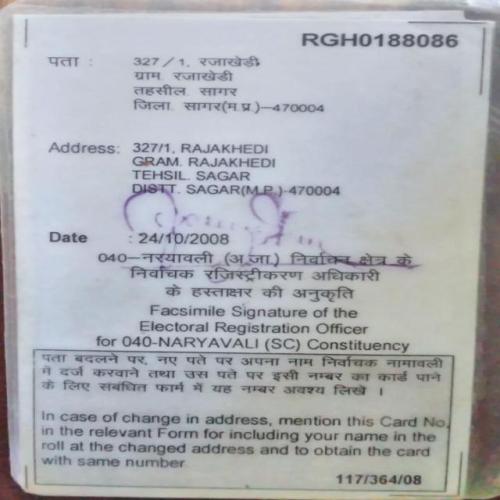 RGH0188086
पता : 327 / 1, रजाखेडी
ग्राम. रजाखेडी
तहसील. सागर
जिला. सागर(म.प्र.)—470004
Address: 327/1, RAJAKHEDI
GRAM. RAJAKHEDI
TEHSIL. SAGAR
DISTT. SAGAR(M.P.)-470004
Date : 24/10/2008
040—नरयावली (अ.जा.) निर्वाचन क्षेत्र के
निर्वाचक रजिस्ट्रीकरण अधिकारी
के हस्ताक्षर की अनुकृति
Facsimile Signature of the
Electoral Registration Officer
for 040-NARYAVALI (SC) Constituency
पता बदलने पर, नए पते पर अपना नाम निर्वाचक नामावली
में दर्ज करवाने तथा उस पते पर इसी नम्बर का कार्ड पाने
के लिए संबंधित फार्म में यह नम्बर अवश्य लिखें ।
In case of change in address, mention this Card No.
in the relevant Form for including your name in the
roll at the changed address and to obtain the card
with same number
117/364/08